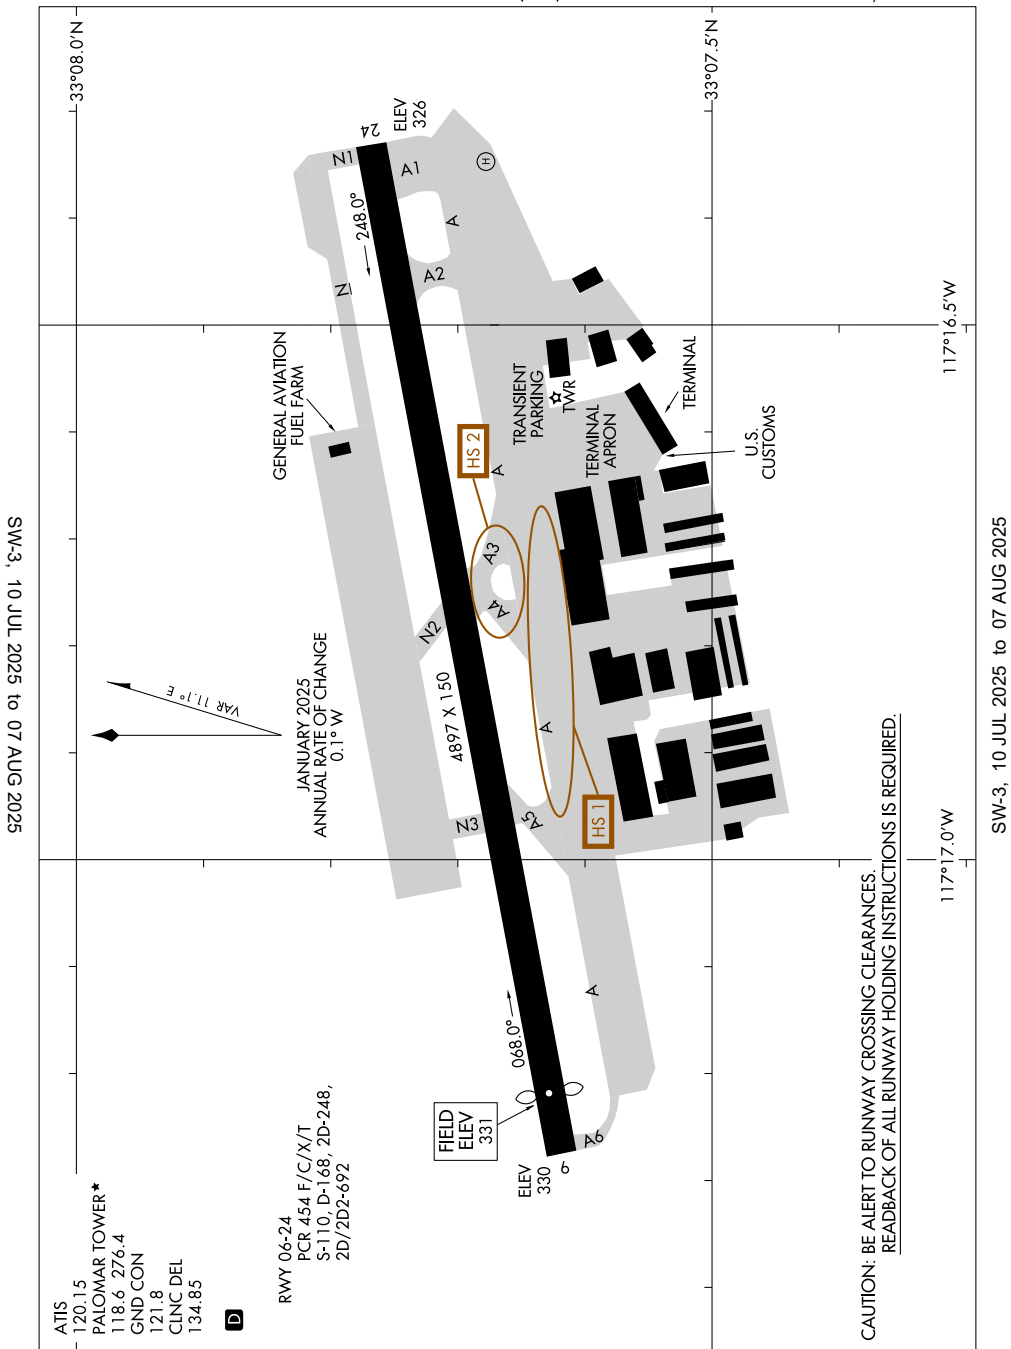 SW-3, 10 JUL 2025 to 07 AUG 2025
ATIS
120.15
PALOMAR TOWER★
118.6 276.4
GND CON
121.8
CLNC DEL
134.85
D
RWY 06-24
PCR 454 F/C/X/T
S-110, D-168, 2D-248,
2D/2D2-692
33°08.0'N
33°07.5'N
117°16.5'W
117°17.0'W
JANUARY 2025
ANNUAL RATE OF CHANGE
0.1° W
VAR 11.1° E
GENERAL AVIATION
FUEL FARM
FIELD
ELEV
331
ELEV
330
6
A6
068.0°
A
N3
A5
4897 X 150
N2
A
HS 1
A4
A3
HS 2
A
N
A2
A
248.0°
N1
A1
24
ELEV
326
H
TRANSIENT
PARKING
TWR
TERMINAL
APRON
TERMINAL
U.S.
CUSTOMS
CAUTION: BE ALERT TO RUNWAY CROSSING CLEARANCES.
READBACK OF ALL RUNWAY HOLDING INSTRUCTIONS IS REQUIRED.
SW-3, 10 JUL 2025 to 07 AUG 2025